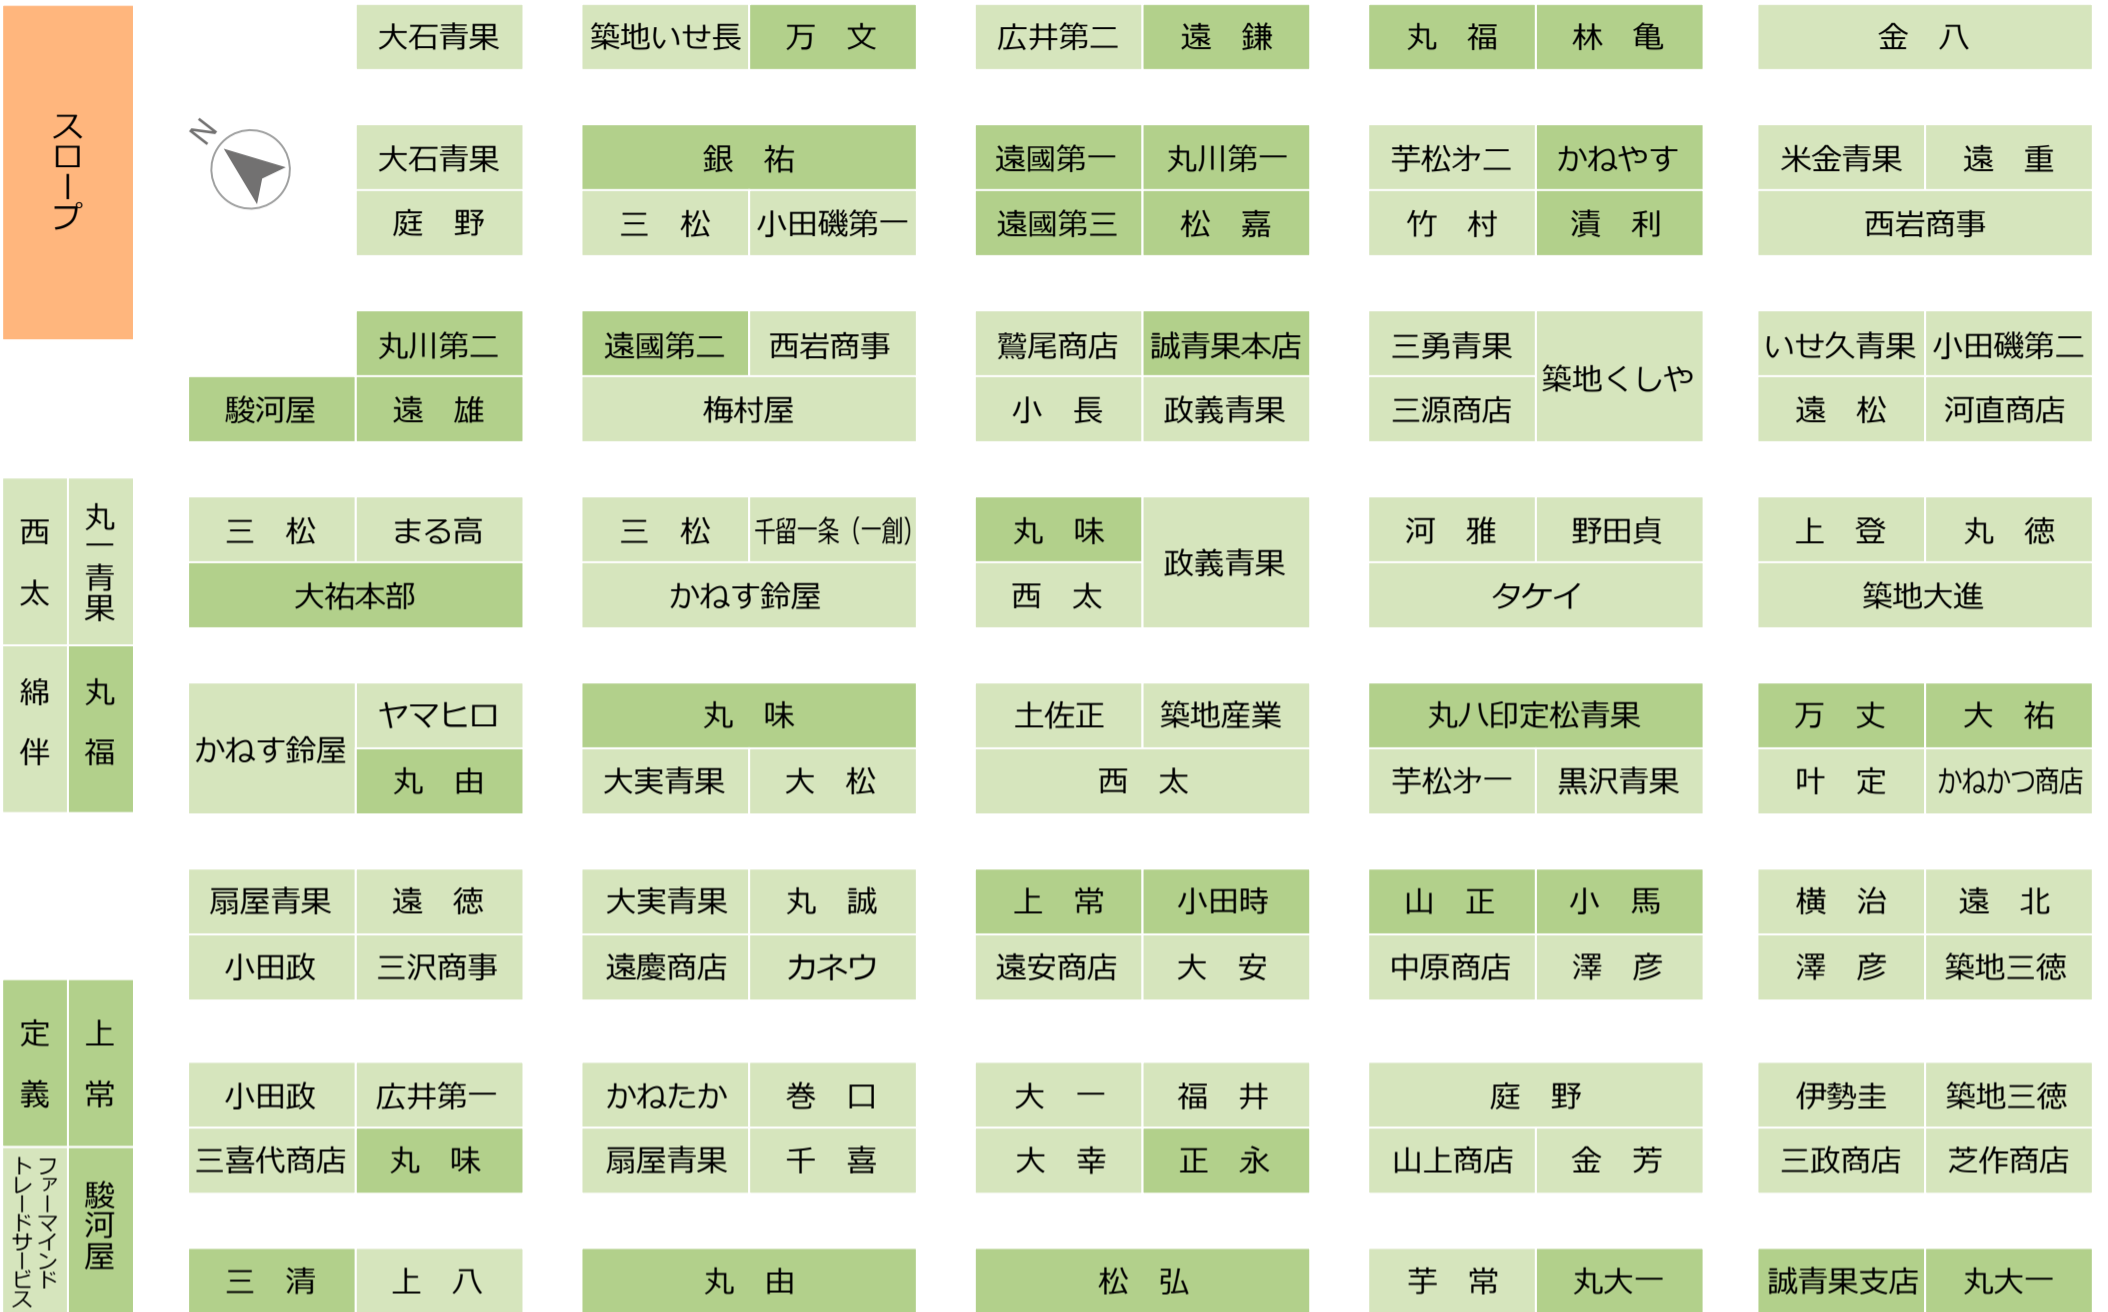 スロープ
N
大石青果 築地いせ長 万 文 広井第二 遠 鎌 丸 福 林 亀 金 八
大石青果 銀 祐 遠國第一 丸川第一 芋松㐧二 かねやす 米金青果 遠 重
庭 野 三 松 小田磯第一 遠國第三 松 嘉 竹 村 漬 利 西岩商事
丸川第二 遠國第二 西岩商事 鷲尾商店 誠青果本店 三勇青果 築地くしや いせ久青果 小田磯第二
駿河屋 遠 雄 梅村屋 小 長 政義青果 三源商店 遠 松 河直商店
西 太 丸一青果
三 松 まる高 三 松 千留一条（一創） 丸 味 政義青果 河 雅 野田貞 上 登 丸 徳
大祐本部 かねす鈴屋 西 太 タケイ 築地大進
綿 伴 丸 福
かねす鈴屋 ヤマヒロ 丸 味 土佐正 築地産業 丸八印定松青果 万 丈 大 祐
丸 由 大実青果 大 松 西 太 芋松㐧一 黒沢青果 叶 定 かねかつ商店
扇屋青果 遠 徳 大実青果 丸 誠 上 常 小田時 山 正 小 馬 横 治 遠 北
小田政 三沢商事 遠慶商店 カネウ 遠安商店 大 安 中原商店 澤 彦 澤 彦 築地三徳
定 義 上 常
小田政 広井第一 かねたか 巻 口 大 一 福 井 庭 野 伊勢圭 築地三徳
三喜代商店 丸 味 扇屋青果 千 喜 大 幸 正 永 山上商店 金 芳 三政商店 芝作商店
ファーマインド
トレードサービス
駿河屋
三 清 上 八 丸 由 松 弘 芋 常 丸大一 誠青果支店 丸大一